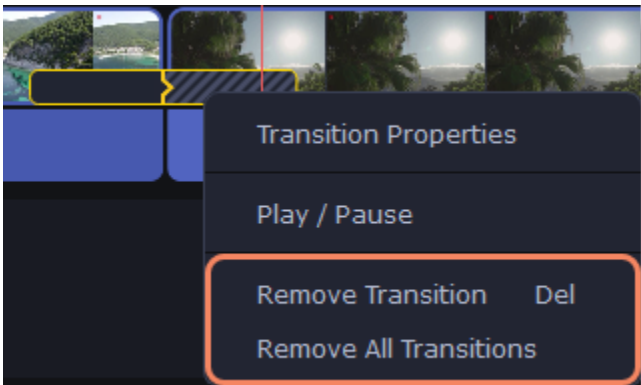 Transition Properties
Play / Pause
Remove Transition Del
Remove All Transitions